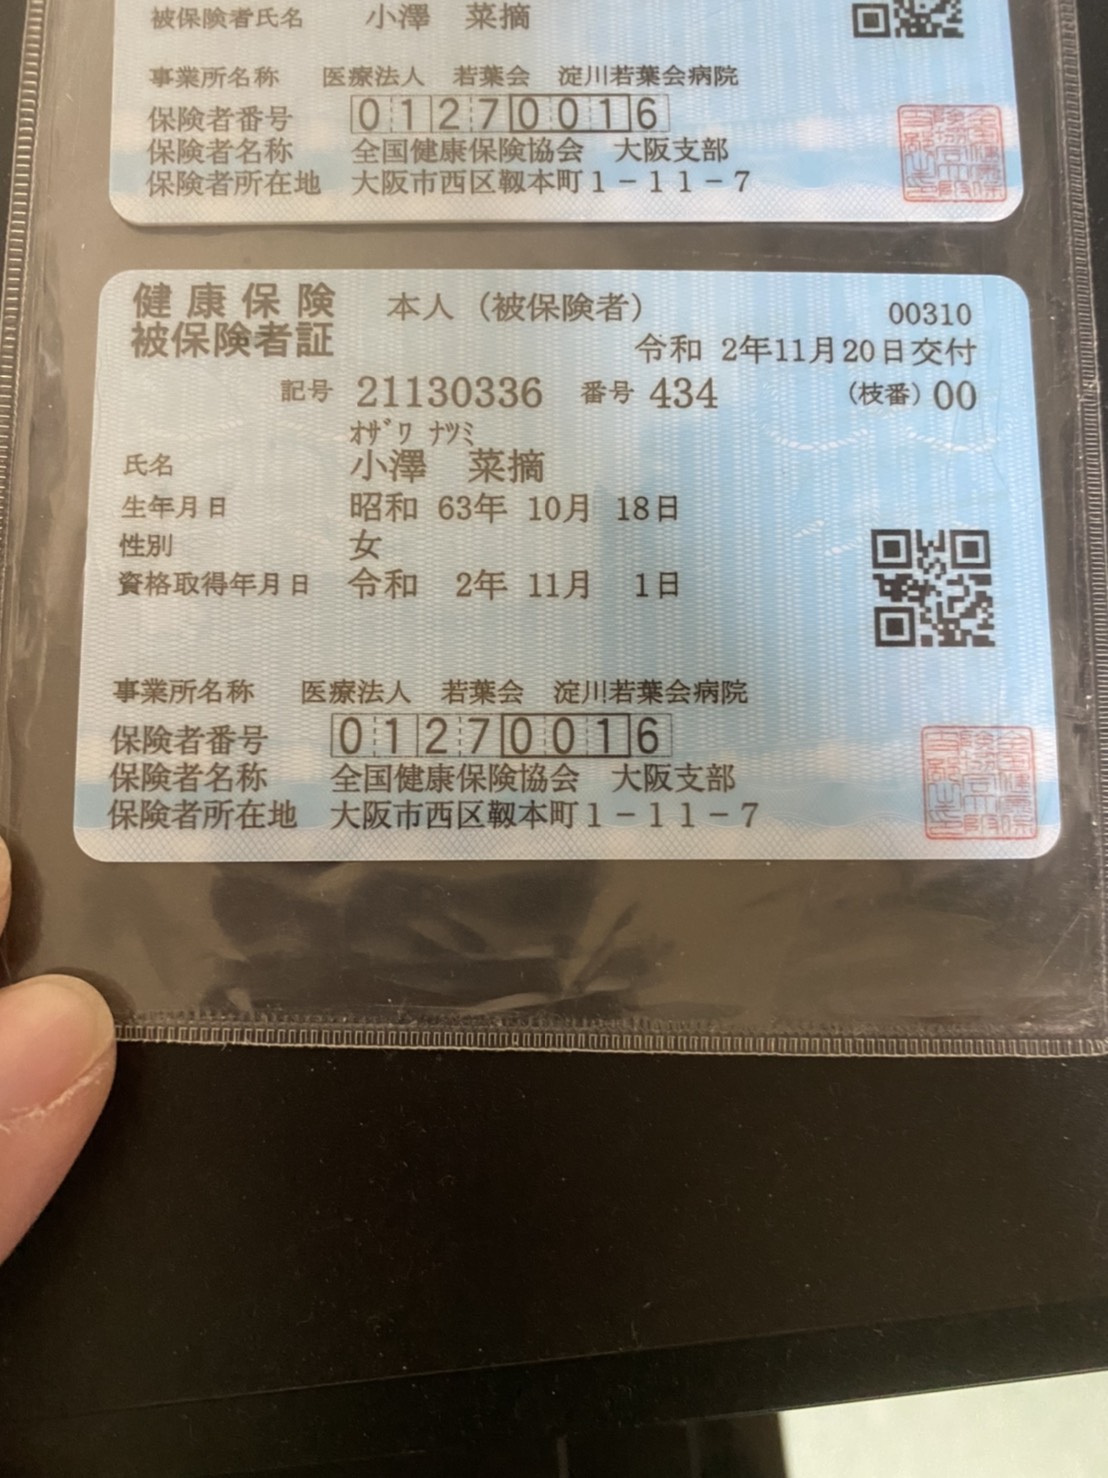 被保険者氏名　小澤　菜摘
事業所名称　医療法人　若葉会　淀川若葉会病院
保険者番号　01270016
保険者名称　全国健康保険協会　大阪支部
保険者所在地　大阪市西区靱本町1－11－7
健康保険　本人（被保険者）　00310
被保険者証　令和 2年11月20日交付
記号 21130336　番号 434　（枝番）00
ｵｻﾞﾜ ﾅﾂﾐ
氏名　小澤　菜摘
生年月日　昭和 63年 10月 18日
性別　女
資格取得年月日　令和 2年 11月 1日
事業所名称　医療法人　若葉会　淀川若葉会病院
保険者番号　01270016
保険者名称　全国健康保険協会　大阪支部
保険者所在地　大阪市西区靱本町1－11－7